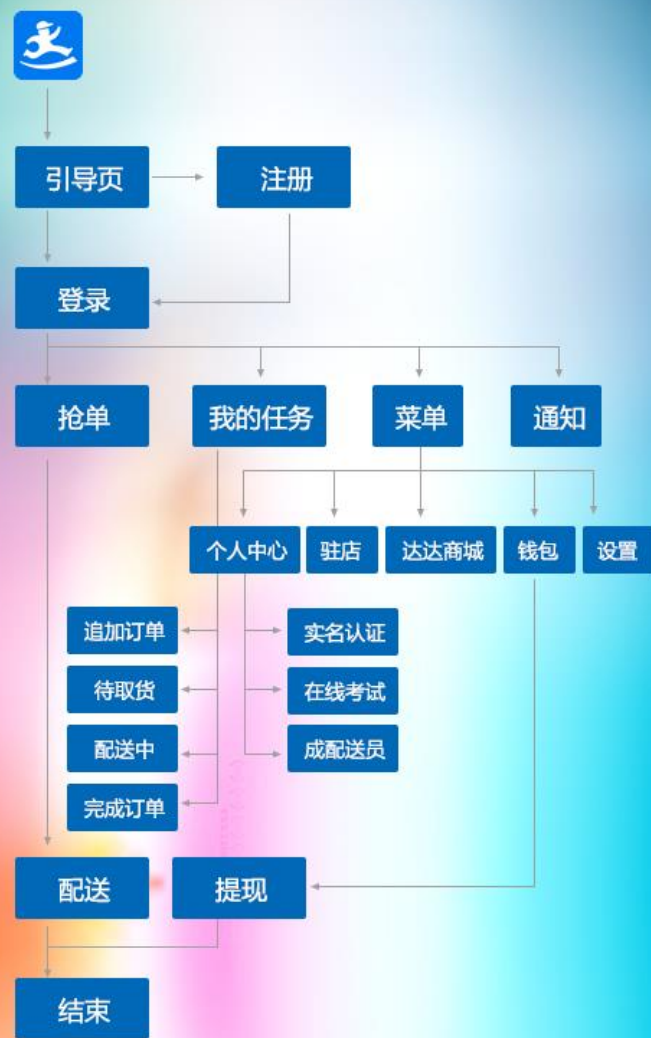 引导页
注册
登录
抢单
我的任务
菜单
通知
个人中心
驻店
达达商城
钱包
设置
追加订单
实名认证
待取货
在线考试
配送中
成配送员
完成订单
配送
提现
结束